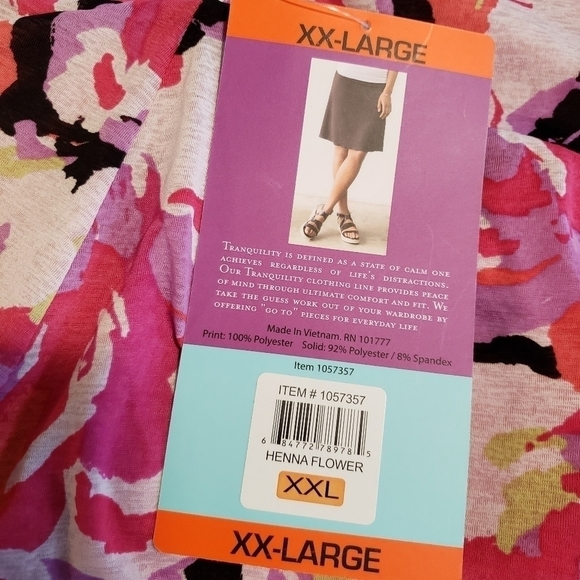 XX-LARGE
Tranquility is defined as a state of calm one
achieves regardless of life's distractions.
Our Tranquility clothing line provides peace
of mind through ultimate comfort and fit. We
take the guess work out of your wardrobe by
offering "go to" pieces for everyday life
Made In Vietnam, RN 101777
Print: 100% Polyester Solid: 92% Polyester / 8% Spandex
Item 1057357
ITEM # 1057357
6 84772 78978 5
HENNA FLOWER
XXL
XX-LARGE